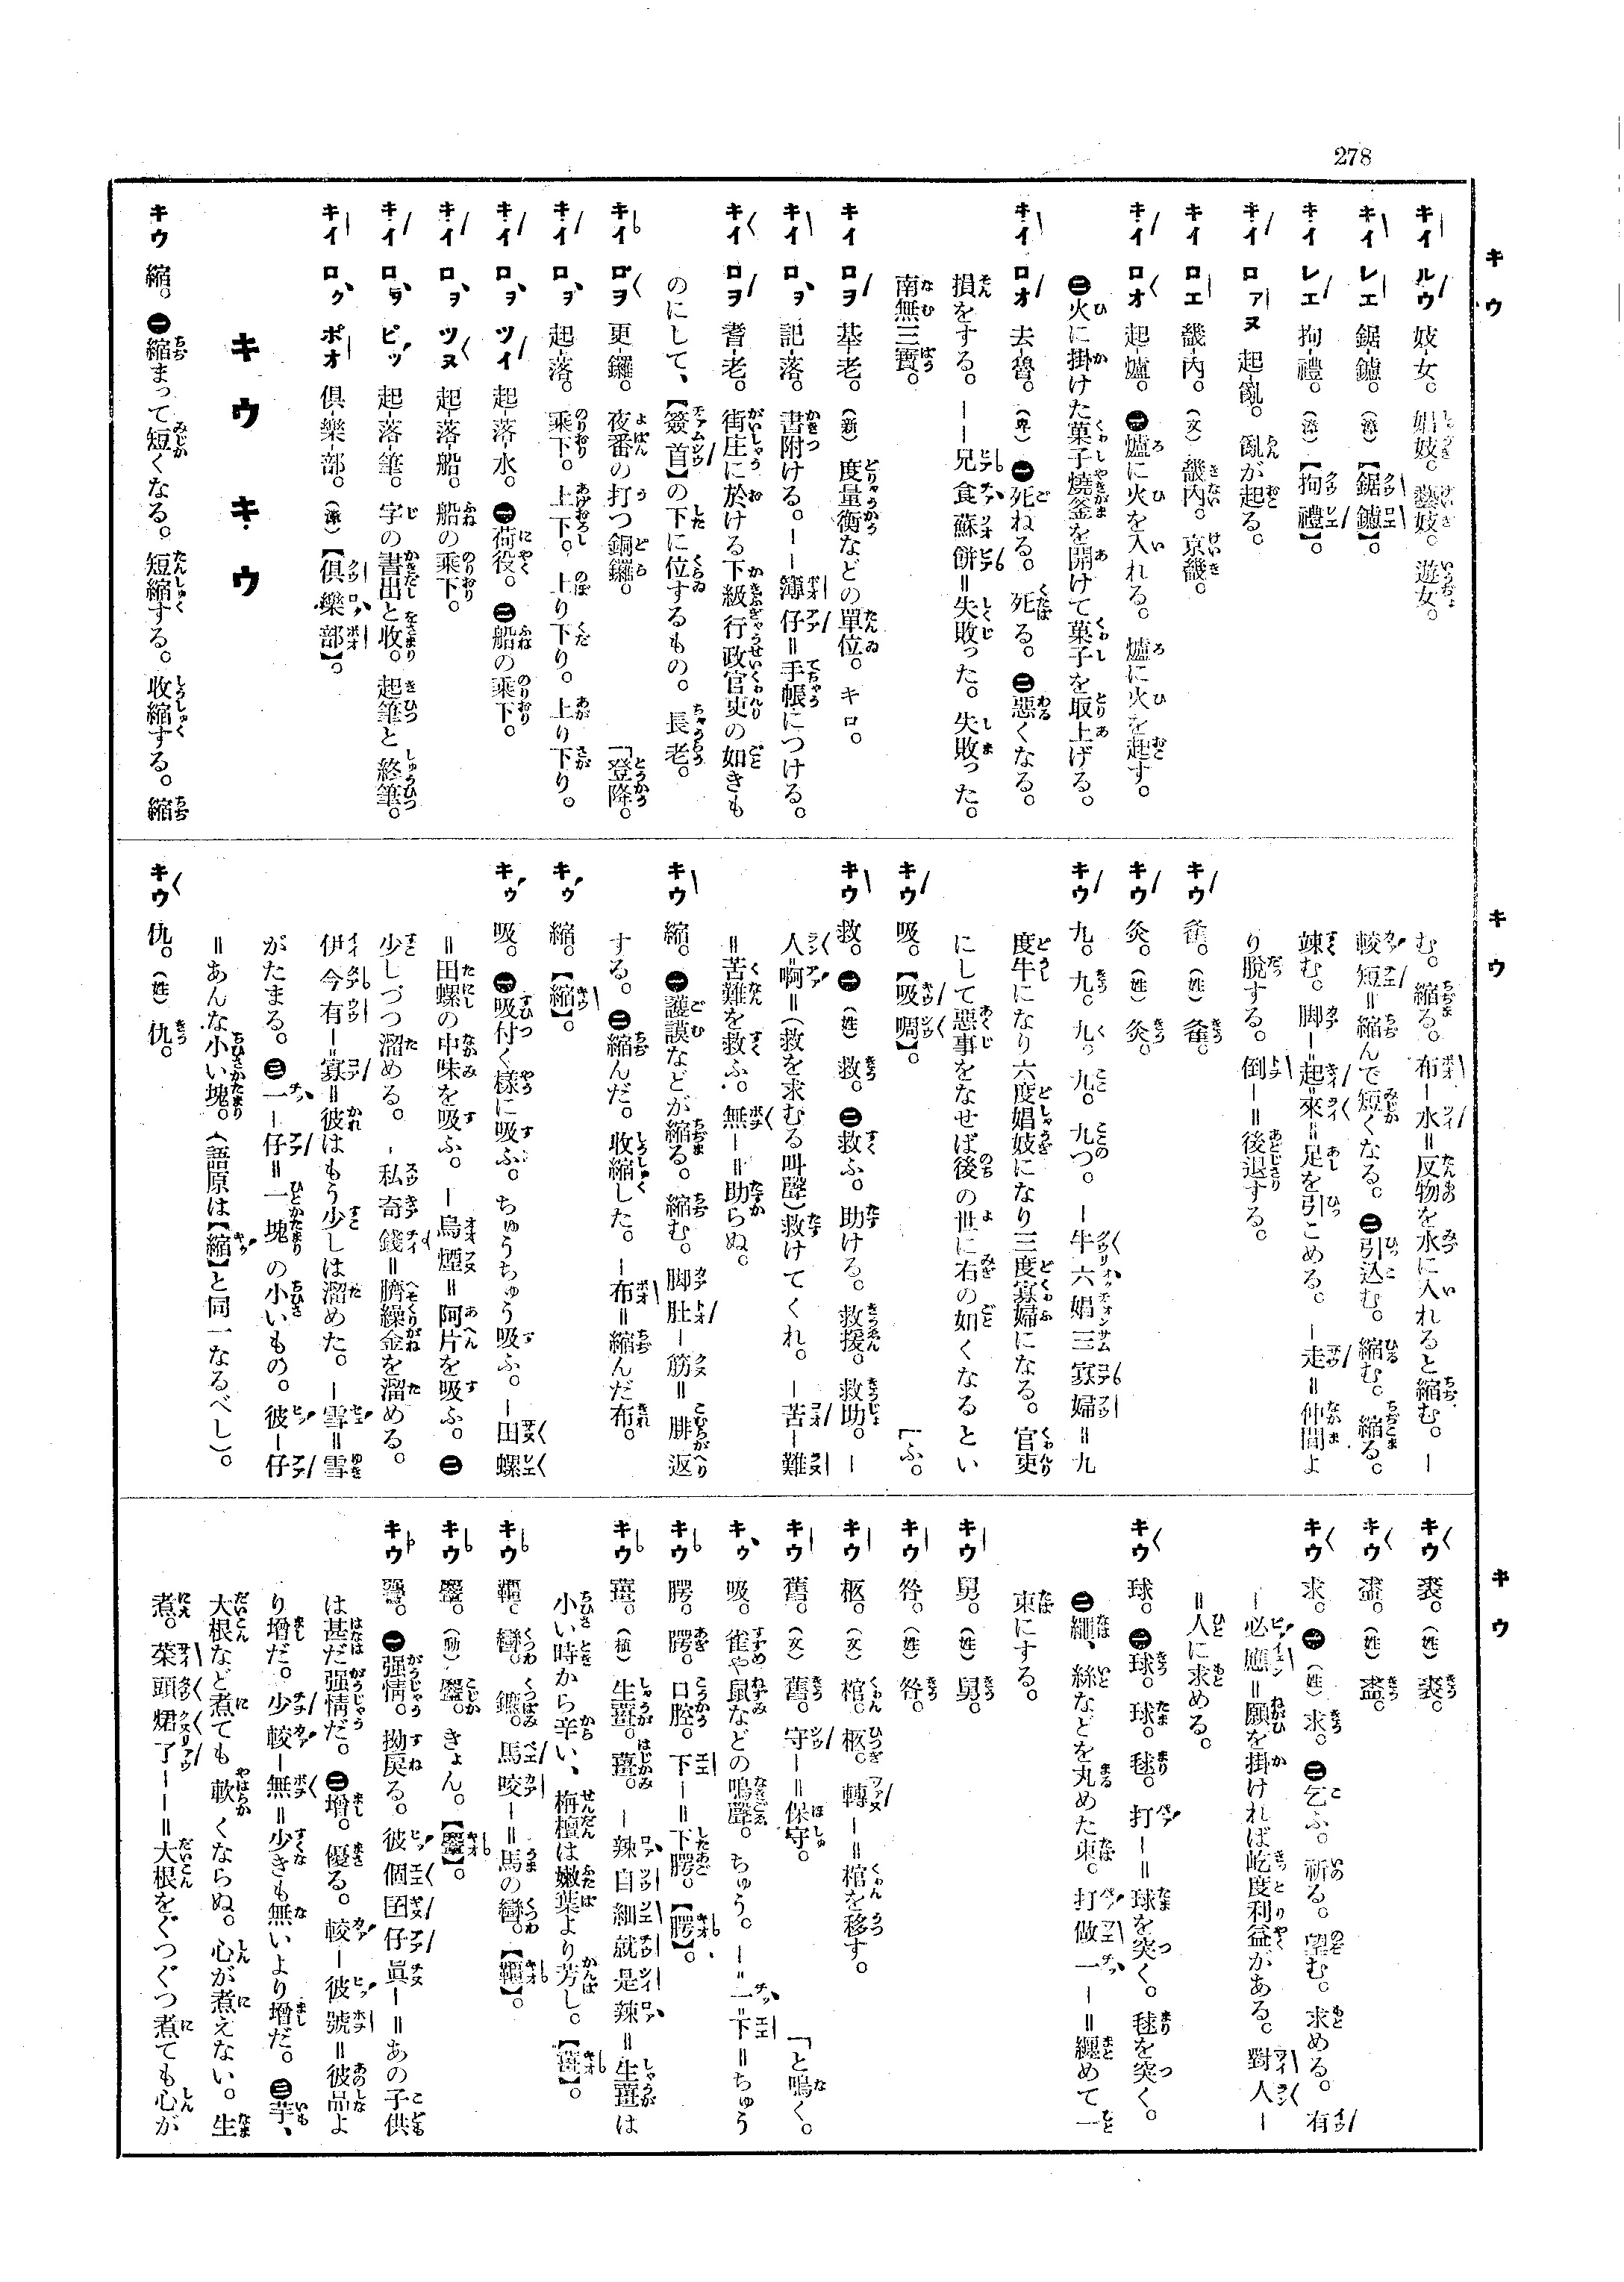 278
キウ
キウ
キウ
キイ ルウ 妓-女。娼妓。藝妓。遊女。
キイ レエ 鋸-鑢。（漳）【鋸鑢】。
キイ レエ 拘-禮。（漳）【拘禮】。
キイ ロァヌ 起-亂。亂が起る。
キイ ロエ 畿-內。（文）畿內。京畿。
キイ ロオ 起-爐。㊀爐に火を入れる。爐に火を起す。
㊁火に掛けた菓子燒釜を開けて菓子を取上げる。
キイ ロオ 去-魯。（卑）㊀死ねる。死る。㊁惡くなる。
損をする。――兄食蘇餅＝失敗った。失敗った。
南無三寶。
キイ ロヲ 基-老。（新）度量衡などの單位。キロ。
キイ ロヲ 記-落。書附ける。――簿仔＝手帳につける。
キイ ロヲ 耆-老。街庄に於ける下級行政官吏の如きも
のにして、【簽首】の下に位するもの。長老。
キイ ロヲ 更-鑼。夜番の打つ銅鑼。
「登降。
キイ ロヲ 起-落。乘下。上下。上り下り。上り下り。
キイ ロヲ ツイ 起-落-水。㊀荷役。㊁船の乘下。
キイ ロヲ ツヌ 起-落-船。船の乘下。
キイ ロヲ ピッ 起-落-筆。字の書出と收。起筆と終筆。
キイ ロク ポオ 俱-樂-部。（漳）【俱樂部】。
キウ キウ
キウ 縮。㊀縮まって短くなる。短縮する。收縮する。縮
む。縮る。布－水＝反物を水に入れると縮む。－
較短＝縮んで短くなる。㊁引込む。縮む。縮る。
竦む。脚－起＝來＝足を引こめる。－走＝仲間よ
り脫する。倒－＝後退する。
キウ 𨾏。（姓）
キウ 灸。（姓）灸。
キウ 九。九。九。九。九つ。－牛六娼三寡婦＝九
度牛になり六度娼妓になり三度寡婦になる。官吏
にして惡事をなせば後の世に右の如くなるとい
「ふ。
キウ 吸。【吸啁】。
キウ 救。㊀（姓）救。㊁救ふ。助ける。救援。救助。－
人＝啊＝（救を求むる叫聲）救けてくれ。－苦－難
＝苦難を救ふ。無－＝助らぬ。
キウ 縮。㊀護謨などが縮る。縮む。脚肚－筋＝腓返
する。㊁縮んだ。收縮した。－布＝縮んだ布。
キウ 縮。【縮】。
キウ 吸。㊀吸付く樣に吸ふ。ちゅうちゅう吸ふ。－田螺
＝田螺の中味を吸ふ。－烏煙＝阿片を吸ふ。㊁
少しづつ溜める。－私奇錢＝臍繰金を溜める。
伊今有－＝寡＝彼はもう少しは溜めた。－雪＝雪
がたまる。㊂一－仔＝一塊の小いもの。彼－仔
＝あんな小い塊。（語原は【縮】と同一なるべし）。
キウ 仇。（姓）仇。
キウ 裘。（姓）裘。
キウ 盚。（姓）
キウ 求。㊀（姓）求。㊁乞ふ。祈る。望む。求める。有
－必應＝願を掛ければ屹度利益がある。對人－
＝人に求める。
キウ 球。㊀球。球。毬。打－＝球を突く。毬を突く。
㊁繩、絲などを丸めた束。打做一－＝纏めて一
束にする。
キウ 舅。（姓）舅。
キウ 咎。（姓）咎。
キウ 柩。（文）棺。柩。轉－＝棺を移す。
キウ 舊。（文）舊。守－＝保守。
「と鳴く。
キゥ 吸。雀や鼠などの鳴聲。ちゅう。－＝一＝下＝ちゅう
キウ 腭。腭。口腔。下－＝下腭。【腭】。
キウ 薑。（植）生薑。薑。－辣自細就是辣＝生薑は
小い時から辛い、栴檀は嫩葉より芳し。【薑】。
キウ 韁。轡。鑣。馬咬－＝馬の轡。【韁】。
キウ 麠。（動）麠。きょん。【麠】。
キウ ㊀强情。拗戾る。彼個囝仔眞－＝あの子供
は甚だ强情だ。㊁增。優る。較－彼號＝彼品よ
り增だ。少較－無＝少きも無いより增だ。㊂芋、
大根など煮ても軟くならぬ。心が煮えない。生
煮。菜頭焄了－－＝大根をぐつぐつ煮ても心が